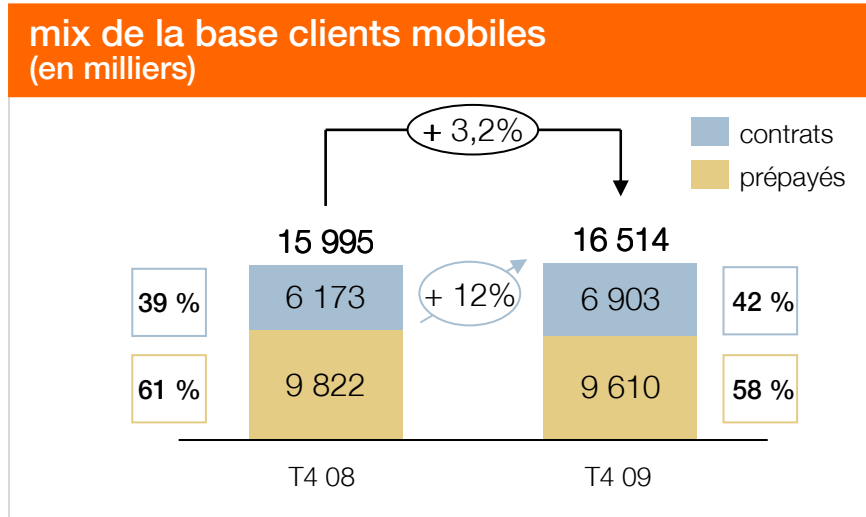 mix de la base clients mobiles
(en milliers)
+ 3,2%
contrats
prépayés
15 995
16 514
39 %
6 173
+ 12%
6 903
42 %
61 %
9 822
9 610
58 %
T4 08
T4 09